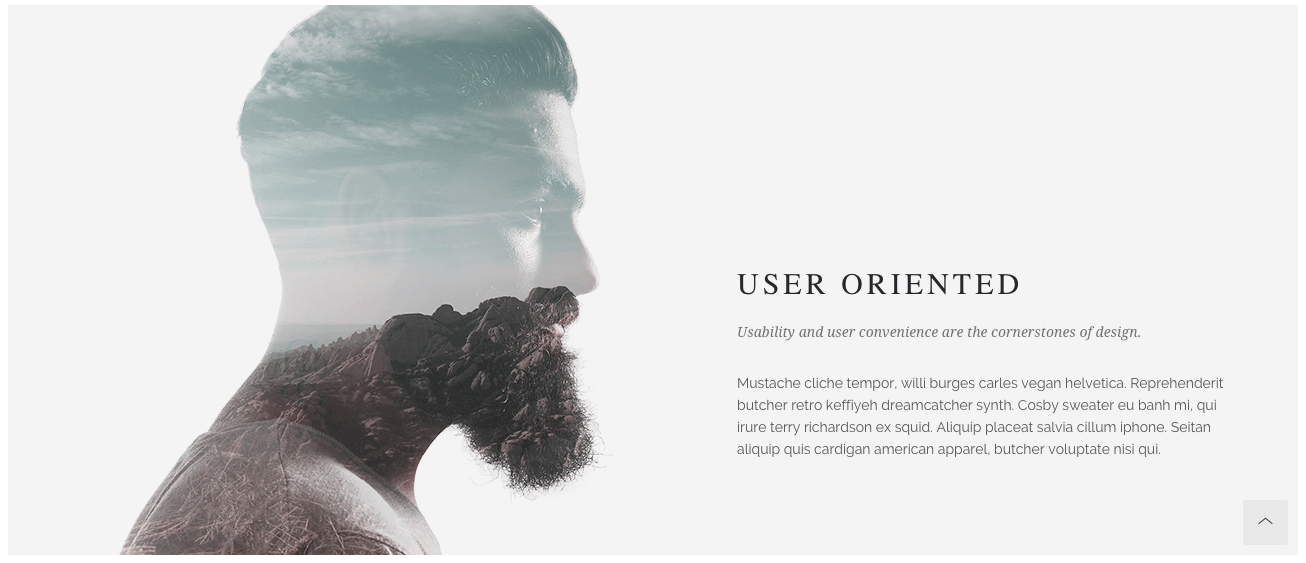 USER ORIENTED
Usability and user convenience are the cornerstones of design.
Mustache cliche tempor, willi burges carles vegan helvetica. Reprehenderit
butcher retro keffiyeh dreamcatcher synth. Cosby sweater eu banh mi, qui
irure terry richardson ex squid. Aliquip placeat salvia cillum iphone. Seitan
aliquip quis cardigan american apparel, butcher voluptate nisi qui.